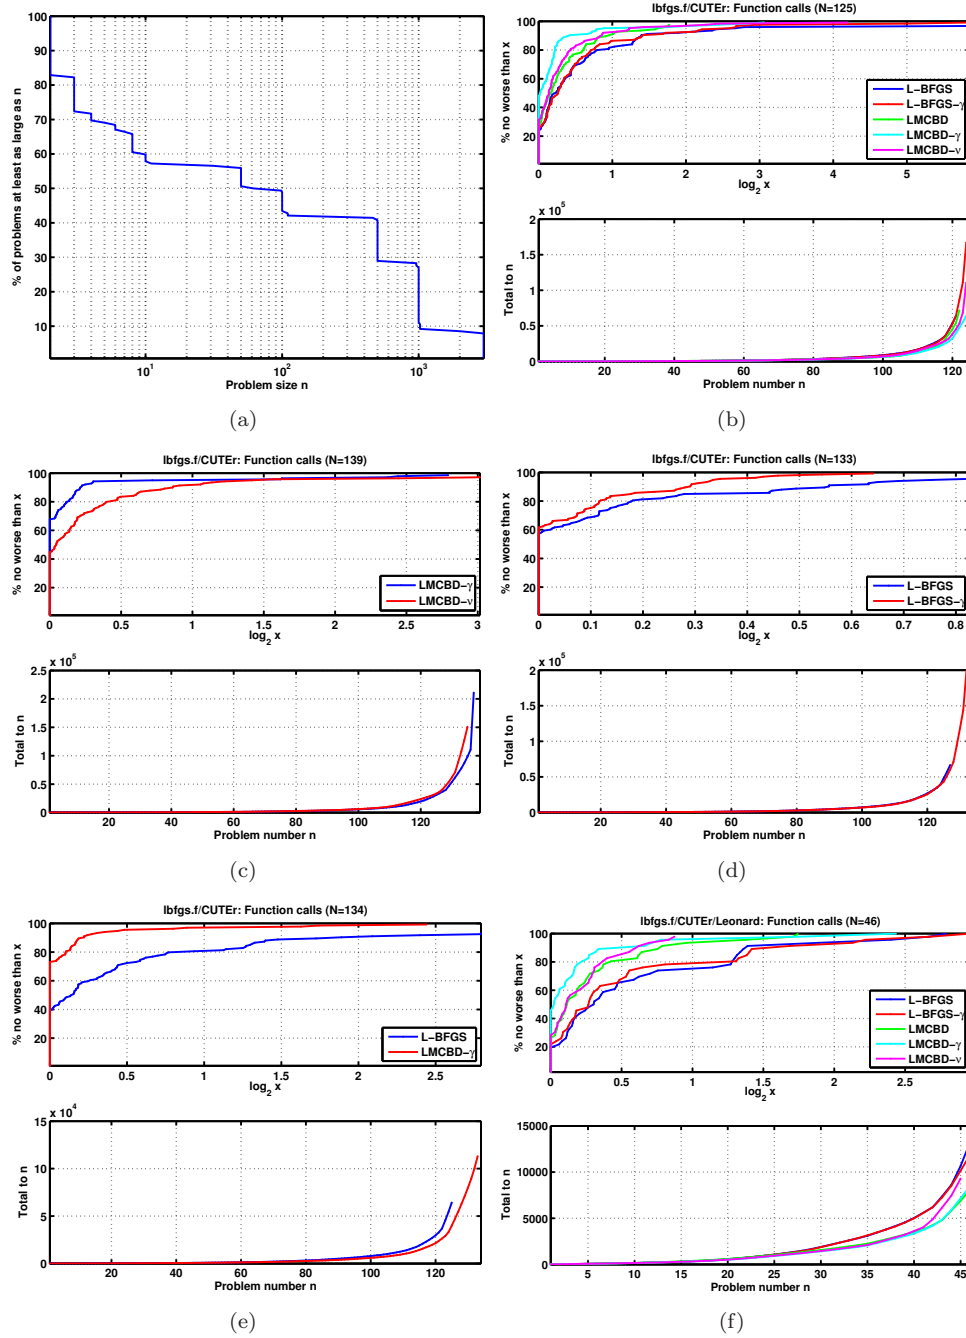 % of problems at least as large as n
100
90
80
70
60
50
40
30
20
10
10^1
10^2
10^3
Problem size n
(a)
lbfgs.f/CUTEr: Function calls (N=125)
% no worse than x
100
80
60
40
20
0
1
2
3
4
5
log_2 x
L-BFGS
L-BFGS-γ
LMCBD
LMCBD-γ
LMCBD-ν
x 10^5
Total to n
2
1.5
1
0.5
0
20
40
60
80
100
120
Problem number n
(b)
lbfgs.f/CUTEr: Function calls (N=139)
% no worse than x
100
80
60
40
20
0
0.5
1
1.5
2
2.5
3
log_2 x
LMCBD-γ
LMCBD-ν
x 10^5
Total to n
2.5
2
1.5
1
0.5
0
20
40
60
80
100
120
Problem number n
(c)
lbfgs.f/CUTEr: Function calls (N=133)
% no worse than x
100
80
60
40
20
0
0.1
0.2
0.3
0.4
0.5
0.6
0.7
0.8
log_2 x
L-BFGS
L-BFGS-γ
x 10^5
Total to n
2
1.5
1
0.5
0
20
40
60
80
100
120
Problem number n
(d)
lbfgs.f/CUTEr: Function calls (N=134)
% no worse than x
100
80
60
40
20
0
0.5
1
1.5
2
2.5
log_2 x
L-BFGS
LMCBD-γ
x 10^4
Total to n
15
10
5
0
20
40
60
80
100
120
Problem number n
(e)
lbfgs.f/CUTEr/Leonard: Function calls (N=46)
% no worse than x
100
80
60
40
20
0
0.5
1
1.5
2
2.5
log_2 x
L-BFGS
L-BFGS-γ
LMCBD
LMCBD-γ
LMCBD-ν
Total to n
15000
10000
5000
0
5
10
15
20
25
30
35
40
45
Problem number n
(f)